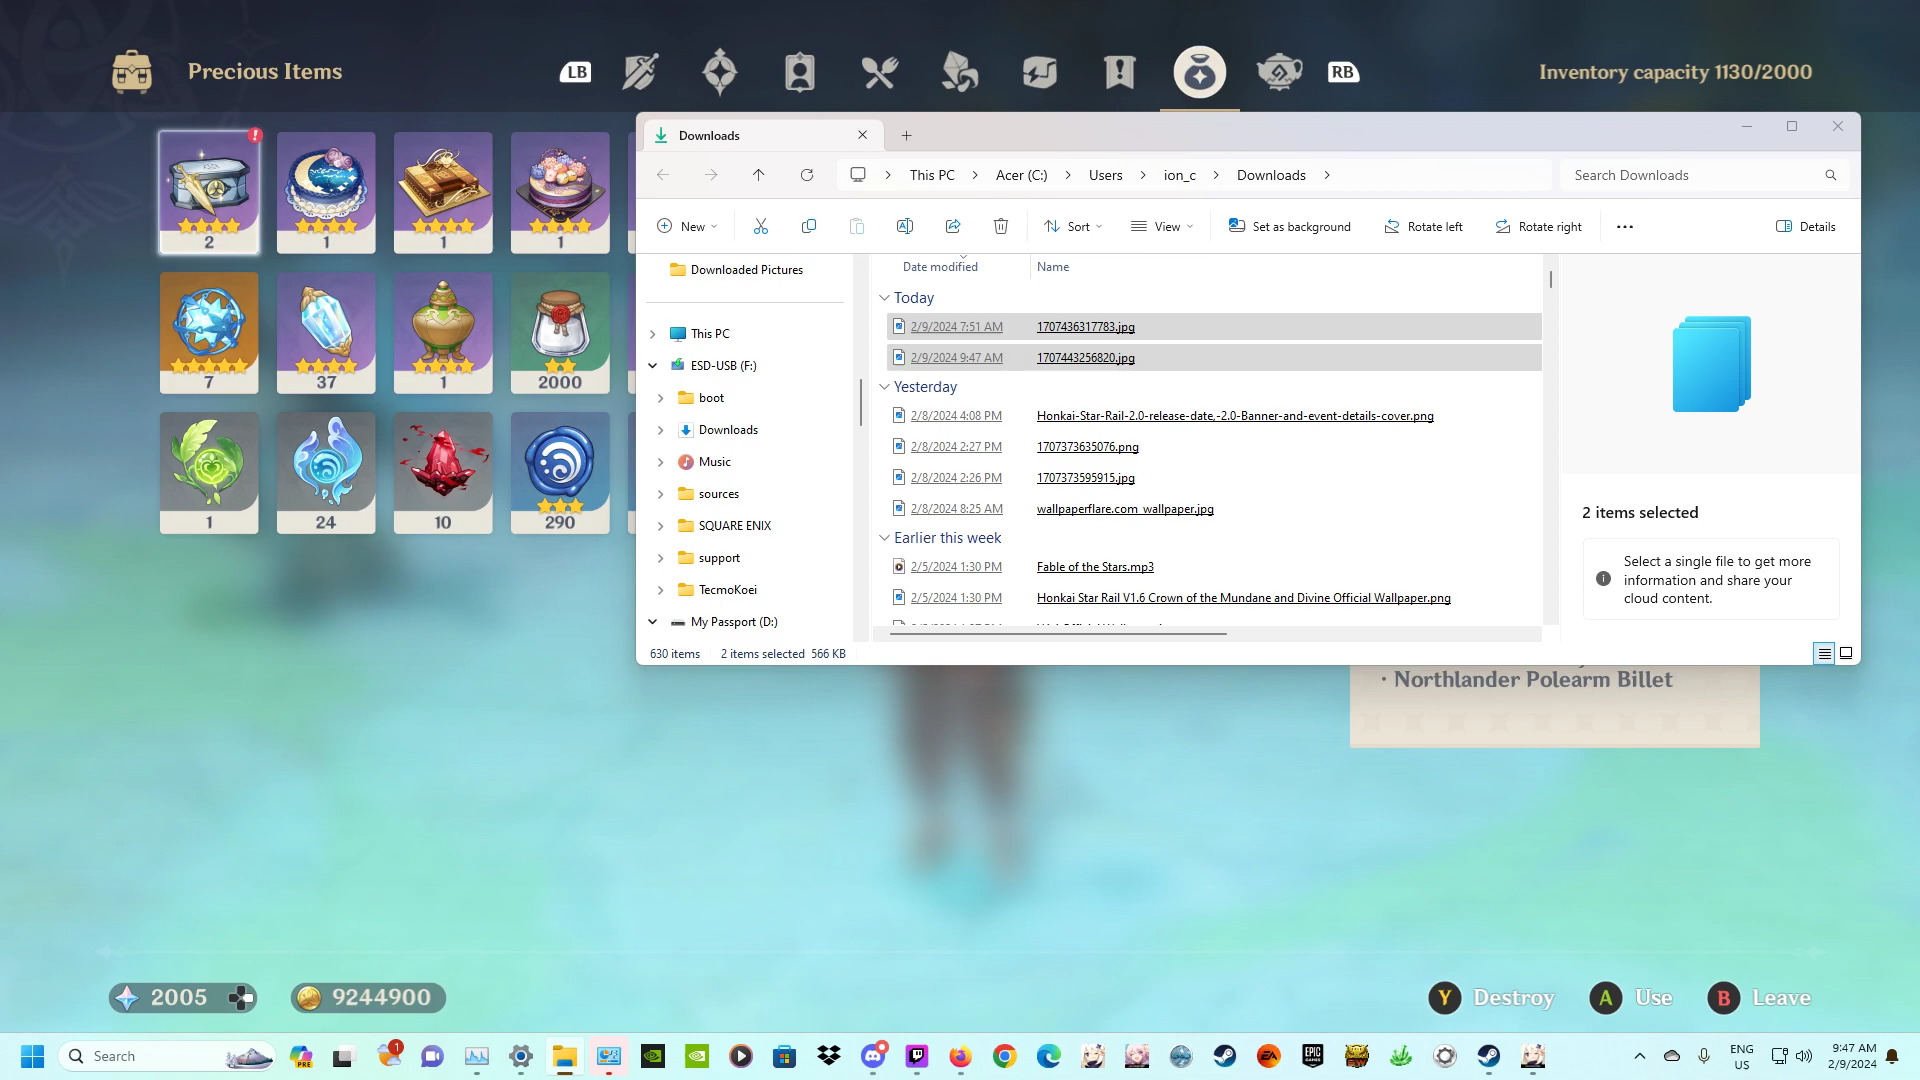 Precious Items
LB
RB
Inventory capacity 1130/2000
2
1
1
1
7
37
1
2000
1
24
10
290
Downloads
This PC
Acer (C:)
Users
ion_c
Downloads
Search Downloads
New
Sort
View
Set as background
Rotate left
Rotate right
Details
Downloaded Pictures
This PC
ESD-USB (F:)
boot
Downloads
Music
sources
SQUARE ENIX
support
TecmoKoei
My Passport (D:)
Date modified
Name
Today
2/9/2024 7:51 AM 1707436317783.jpg
2/9/2024 9:47 AM 1707443256820.jpg
Yesterday
2/8/2024 4:08 PM Honkai-Star-Rail-2.0-release-date,-2.0-Banner-and-event-details-cover.png
2/8/2024 2:27 PM 1707373635076.png
2/8/2024 2:26 PM 1707373595915.jpg
2/8/2024 8:25 AM wallpaperflare.com_wallpaper.jpg
Earlier this week
2/5/2024 1:30 PM Fable of the Stars.mp3
2/5/2024 1:30 PM Honkai Star Rail V1.6 Crown of the Mundane and Divine Official Wallpaper.png
2 items selected
Select a single file to get more
information and share your
cloud content.
630 items
2 items selected 566 KB
· Northlander Polearm Billet
2005
9244900
Y Destroy
A Use
B Leave
Search
PRE
1
EA
EPIC
GAMES
ENG
US
9:47 AM
2/9/2024